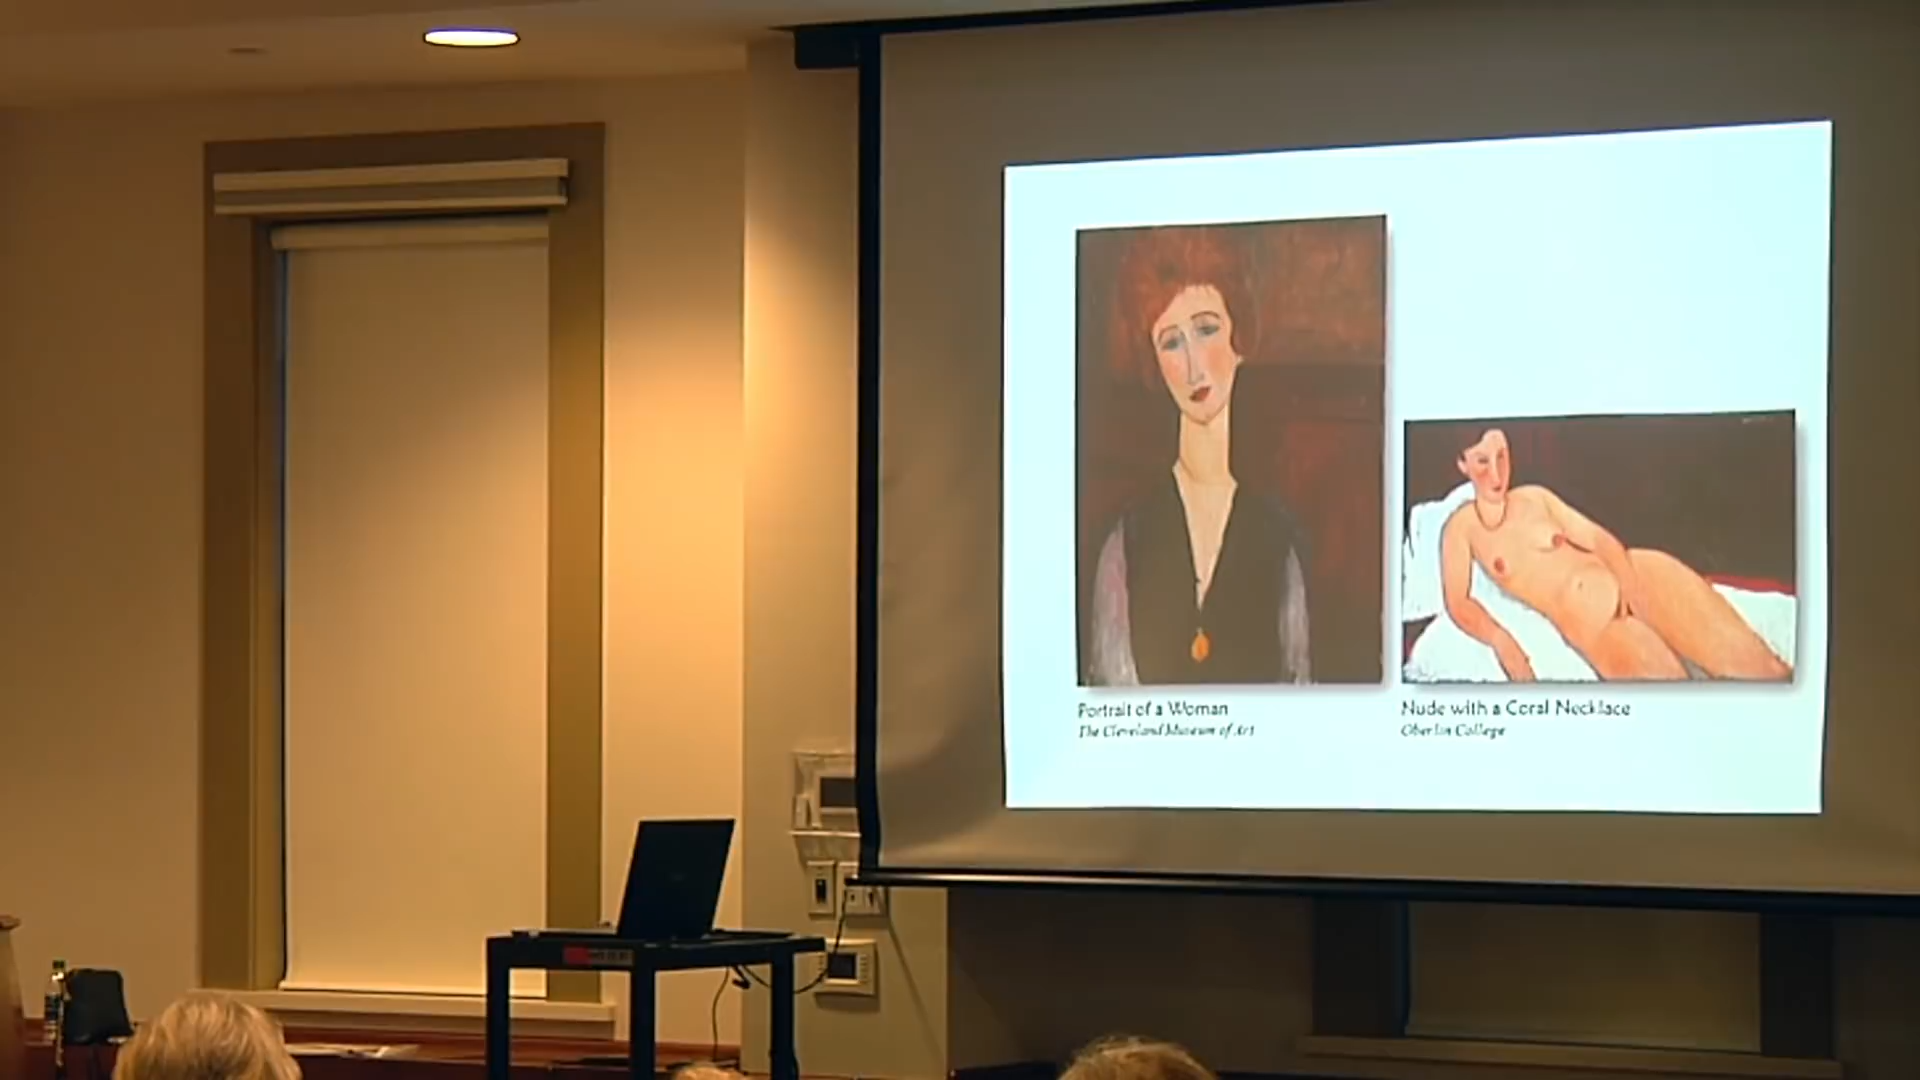 Portrait of a Woman
The Cleveland Museum of Art
Nude with a Coral Necklace
Oberlin College